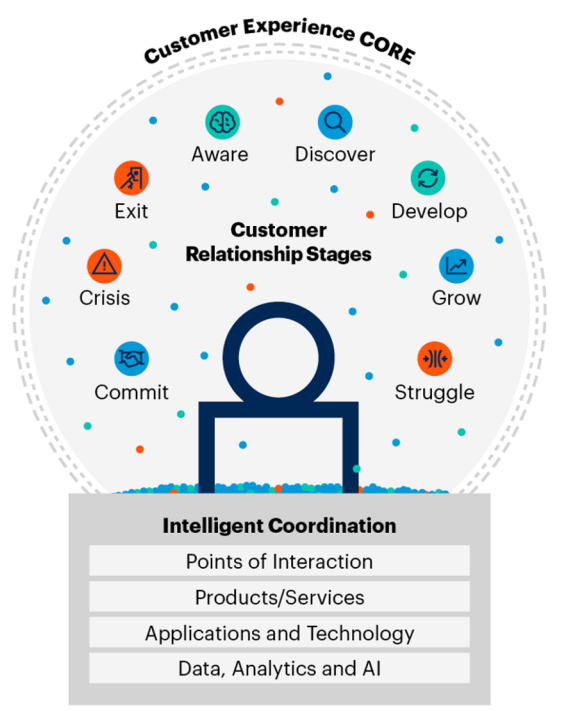 Customer Experience CORE
Aware
Discover
Exit
Develop
Customer
Relationship Stages
Crisis
Grow
Commit
Struggle
Intelligent Coordination
Points of Interaction
Products/Services
Applications and Technology
Data, Analytics and AI